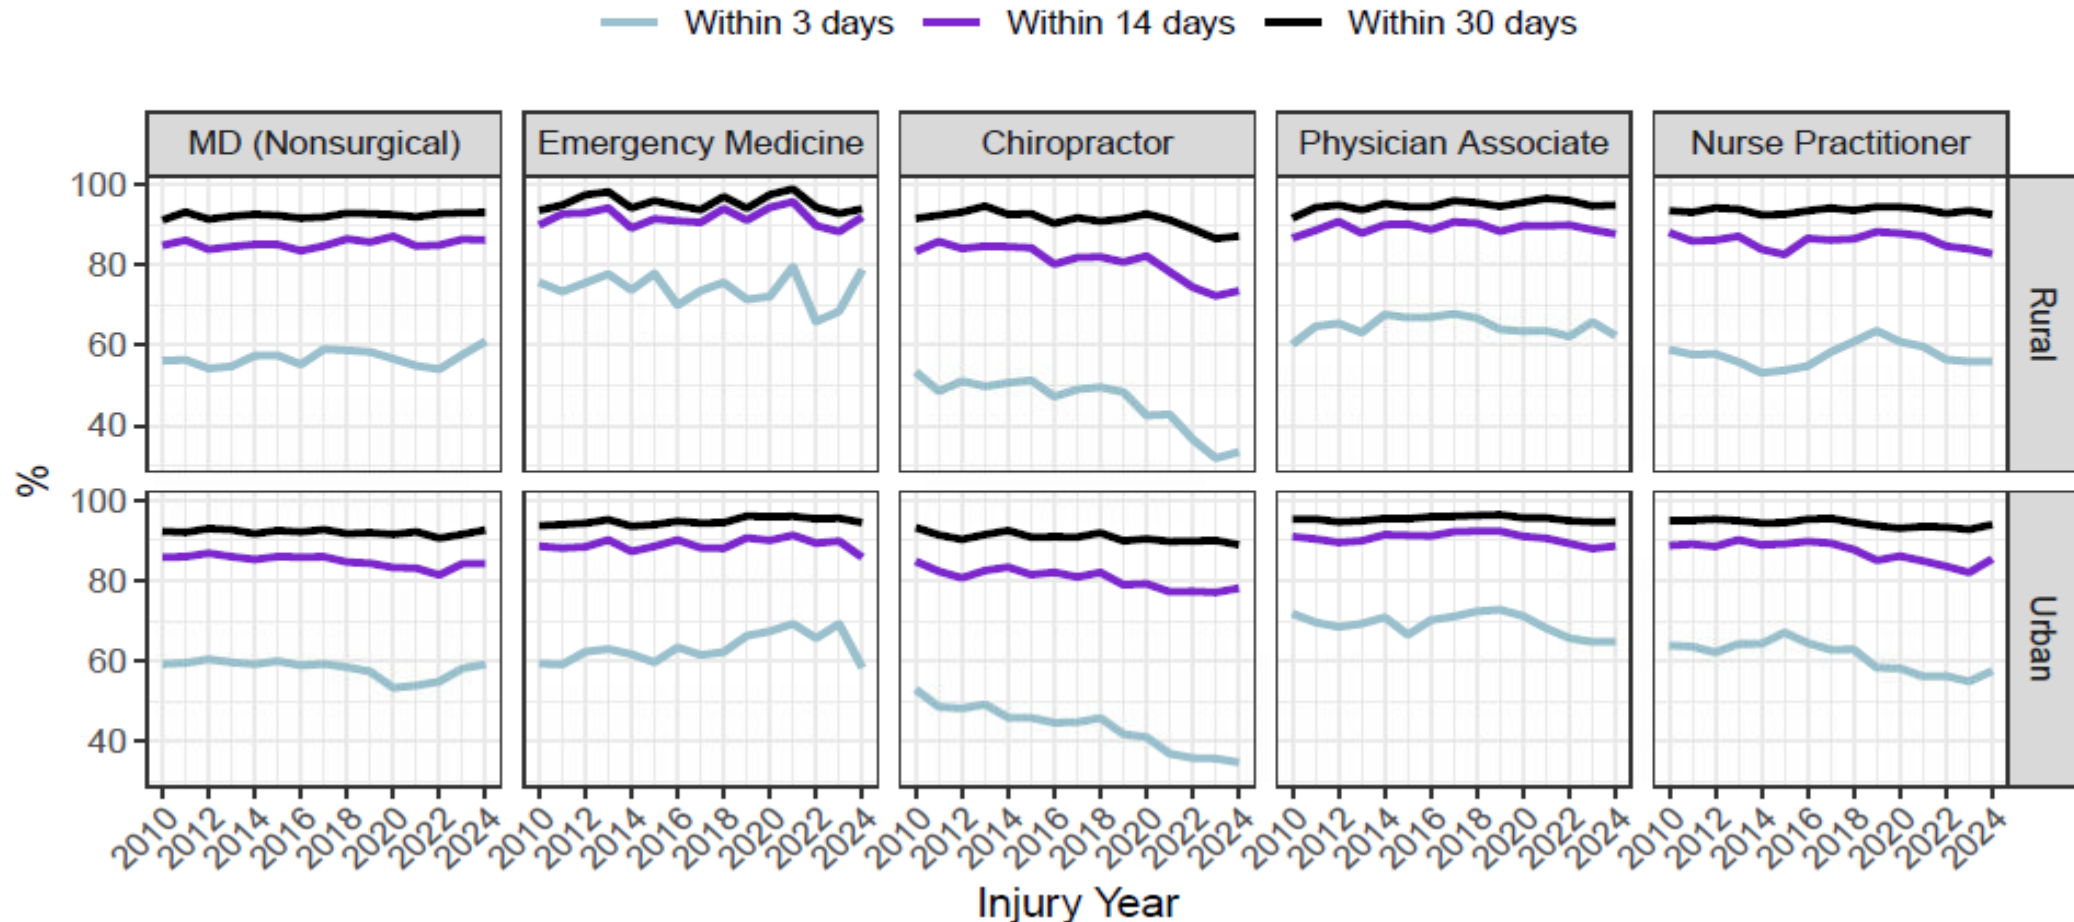 Within 3 days Within 14 days Within 30 days
MD (Nonsurgical) Emergency Medicine Chiropractor Physician Associate Nurse Practitioner
100
80
60
40
Rural
%
100
80
60
40
Urban
2010 2012 2014 2016 2018 2020 2022 2024 2010 2012 2014 2016 2018 2020 2022 2024 2010 2012 2014 2016 2018 2020 2022 2024 2010 2012 2014 2016 2018 2020 2022 2024 2010 2012 2014 2016 2018 2020 2022 2024
Injury Year